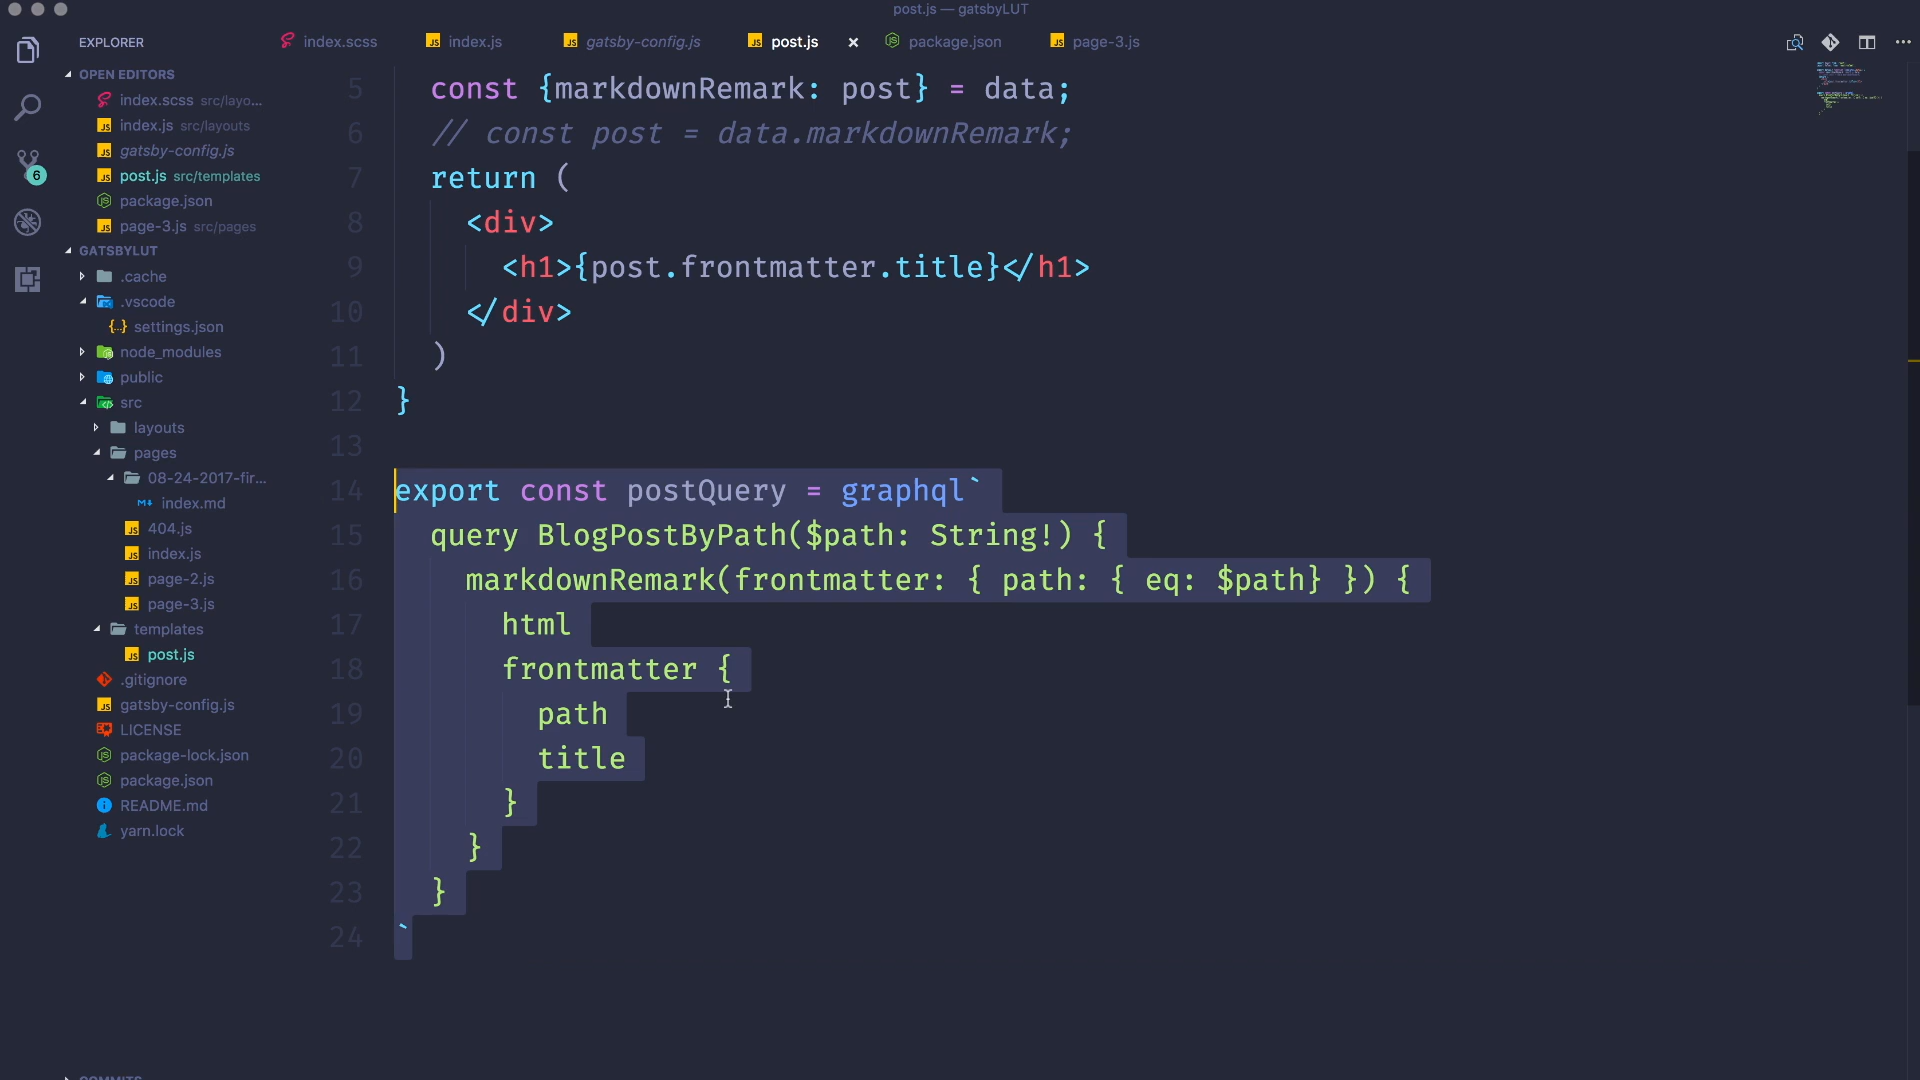 post.js — gatsbyLUT
EXPLORER
index.scss
index.js
gatsby-config.js
post.js
package.json
page-3.js
OPEN EDITORS
index.scss src/layo...
index.js src/layouts
gatsby-config.js
post.js src/templates
package.json
page-3.js src/pages
6
GATSBYLUT
.cache
.vscode
{..} settings.json
node_modules
public
src
layouts
pages
08-24-2017-fir...
index.md
404.js
index.js
page-2.js
page-3.js
templates
post.js
.gitignore
gatsby-config.js
LICENSE
package-lock.json
package.json
README.md
yarn.lock
5 const {markdownRemark: post} = data;
6 // const post = data.markdownRemark;
7 return (
8 <div>
9 <h1>{post.frontmatter.title}</h1>
10 </div>
11 )
12 }
13
14 export const postQuery = graphql`
15 query BlogPostByPath($path: String!) {
16 markdownRemark(frontmatter: { path: { eq: $path} }) {
17 html
18 frontmatter {
19 path
20 title
21 }
22 }
23 }
24 `